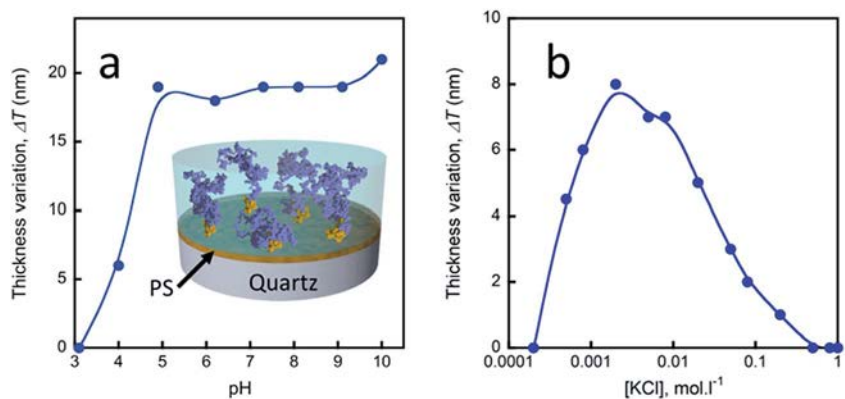 a
Thickness variation, ΔT (nm)
20
15
10
5
0
3 4 5 6 7 8 9 10
pH
PS
Quartz
b
Thickness variation, ΔT (nm)
10
8
6
4
2
0
0.0001 0.001 0.01 0.1 1
[KCl], mol.l⁻¹